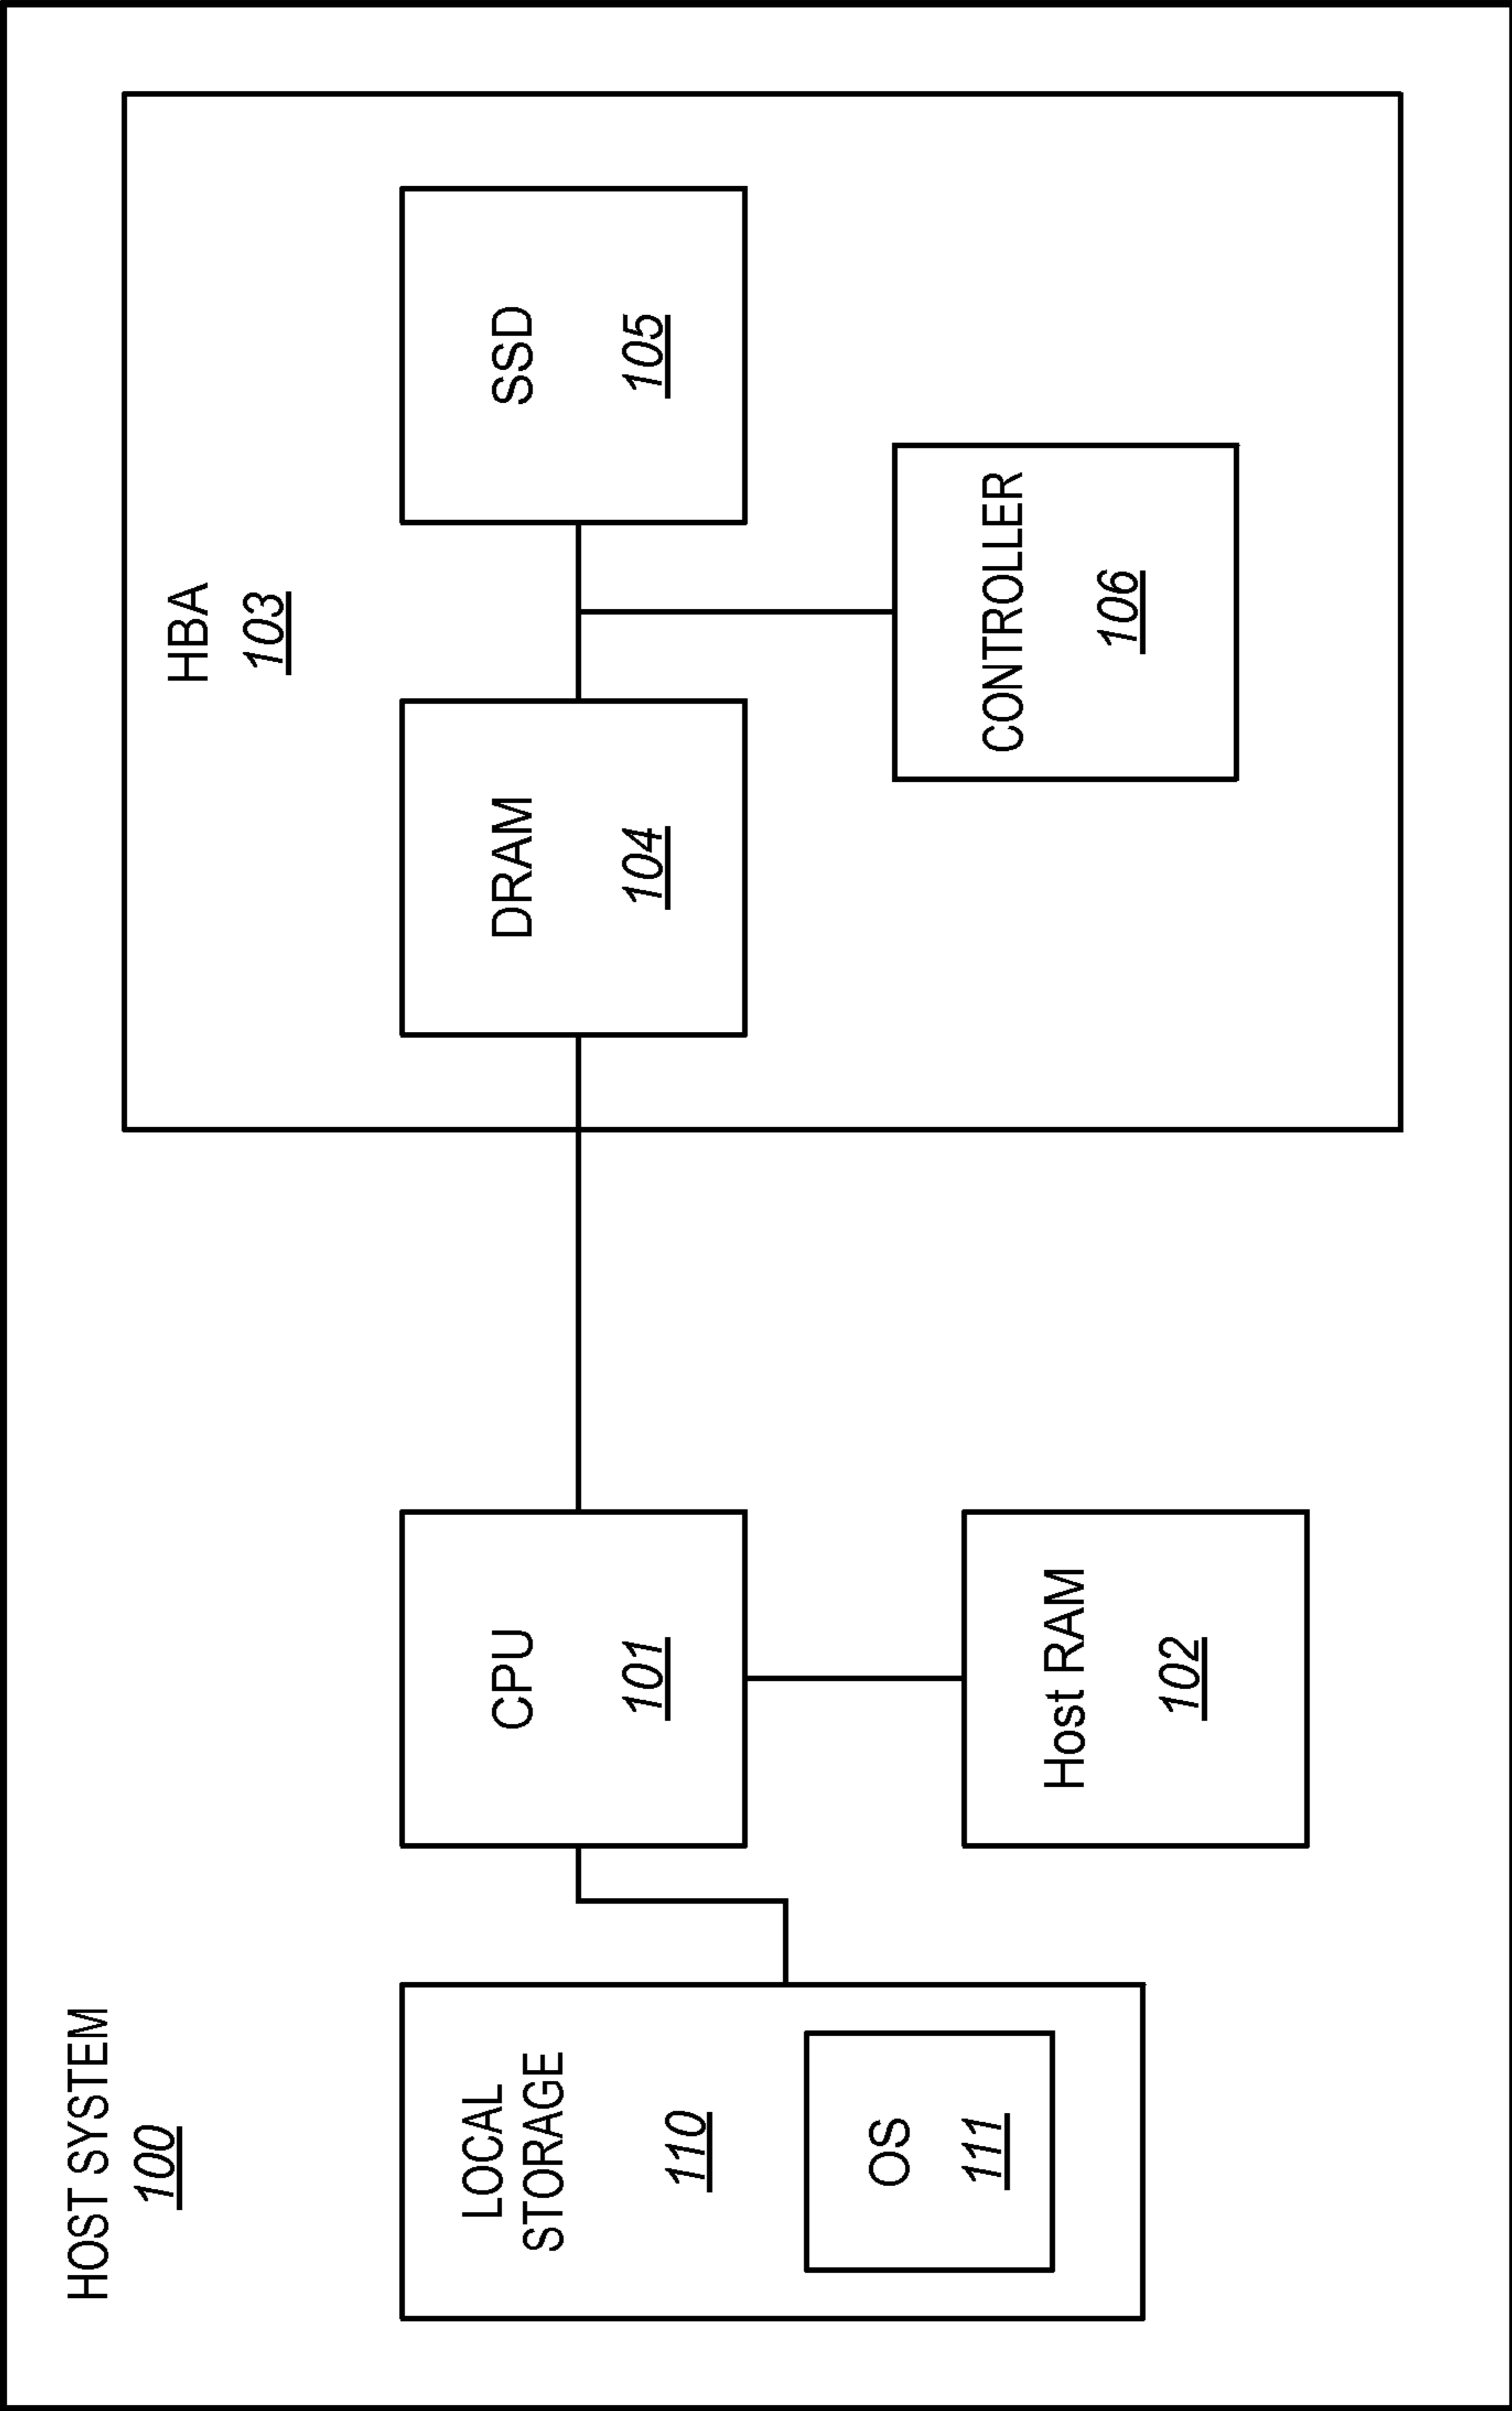 HOST SYSTEM
100
LOCAL
STORAGE
110
OS
111
CPU
101
Host RAM
102
HBA
103
DRAM
104
SSD
105
CONTROLLER
106